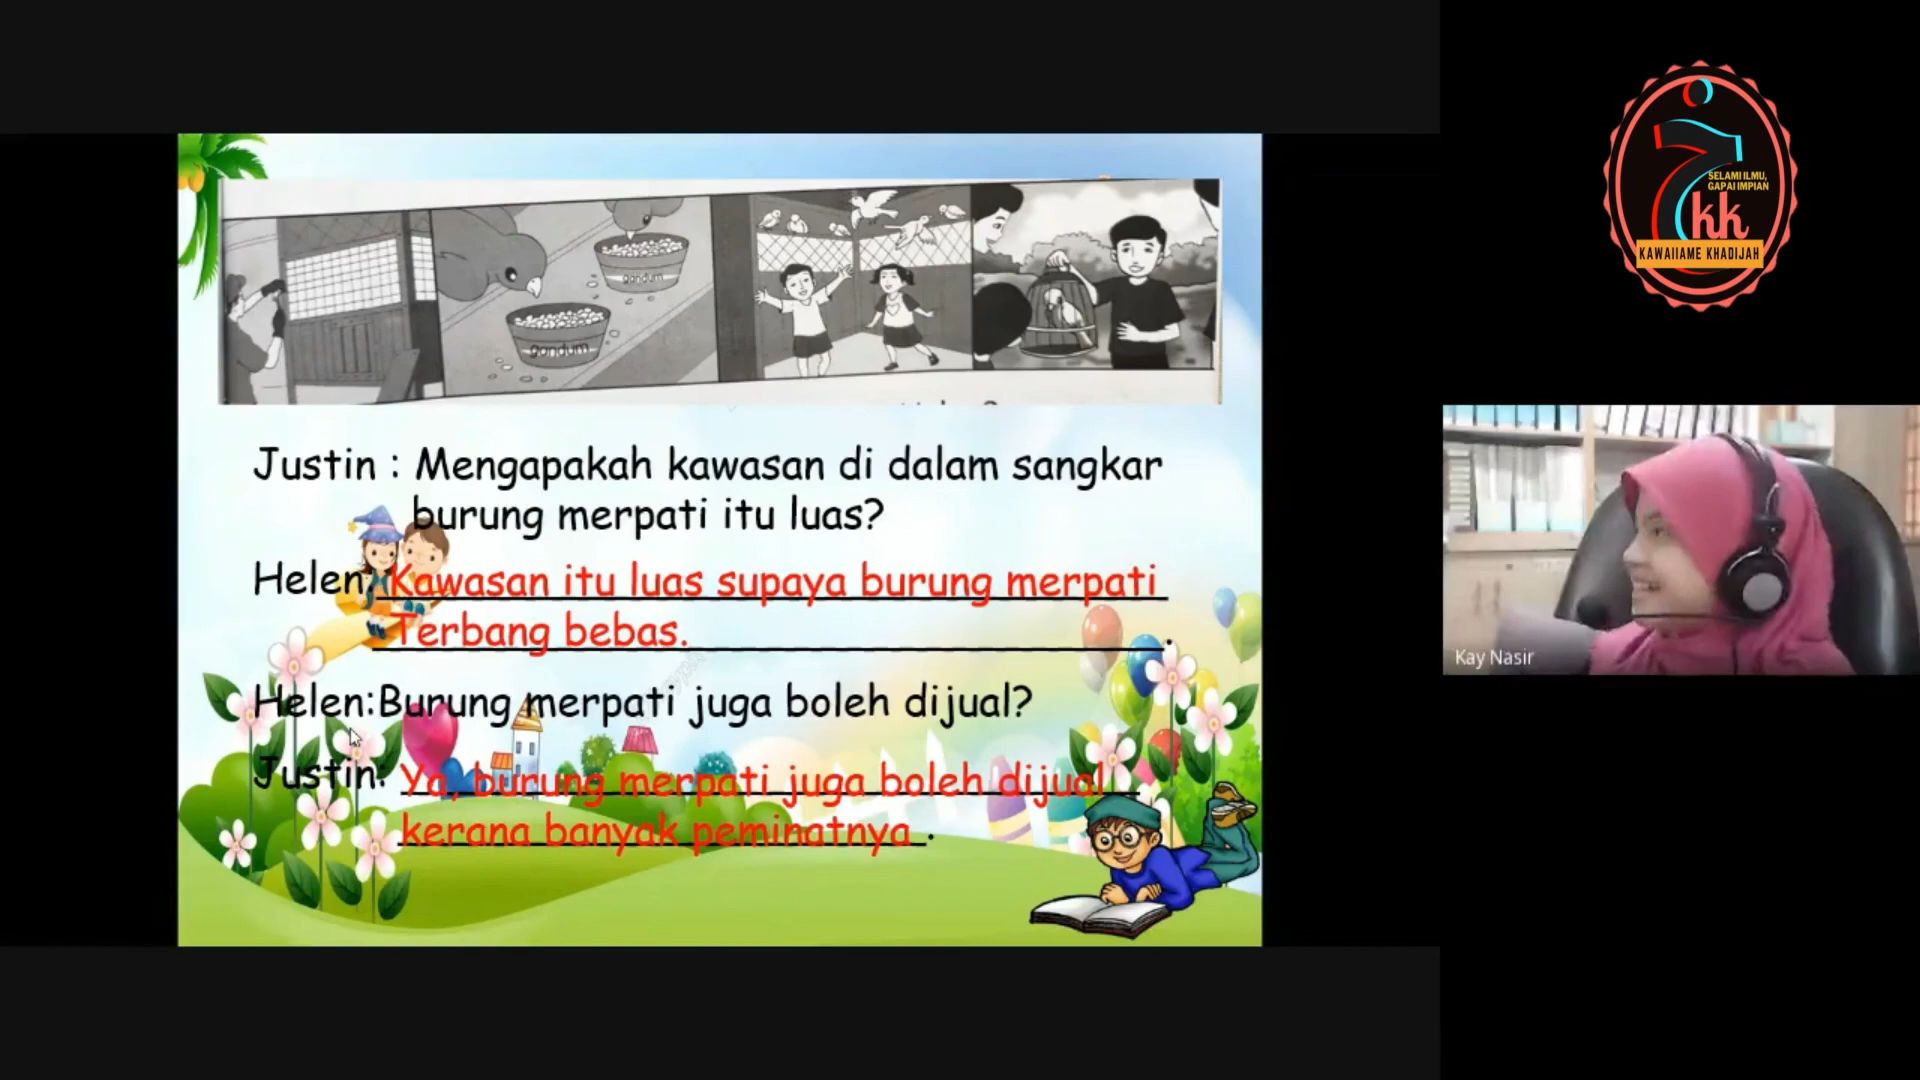 gandum
gandum
Justin : Mengapakah kawasan di dalam sangkar
burung merpati itu luas?
Helen: Kawasan itu luas supaya burung merpati
Terbang bebas.
Helen:Burung merpati juga boleh dijual?
Justin: Ya, burung merpati juga boleh dijual
kerana banyak peminatnya .
SELAMI ILMU,
GAPAI IMPIAN
kk
KAWAIIAME KHADIJAH
Kay Nasir